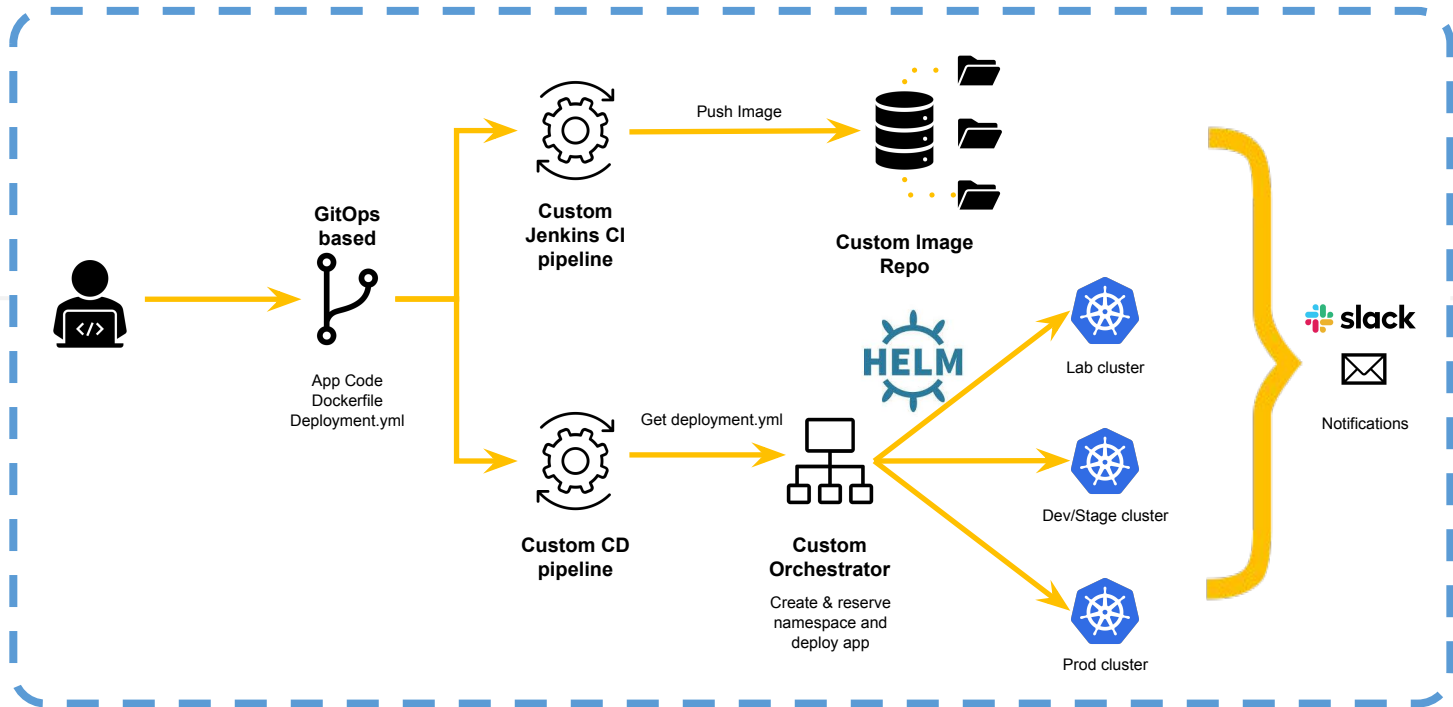 GitOps
based
App Code
Dockerfile
Deployment.yml
</>
Custom
Jenkins CI
pipeline
Push Image
Custom Image
Repo
Custom CD
pipeline
Get deployment.yml
HELM
Custom
Orchestrator
Create & reserve
namespace and
deploy app
Lab cluster
Dev/Stage cluster
Prod cluster
slack
Notifications